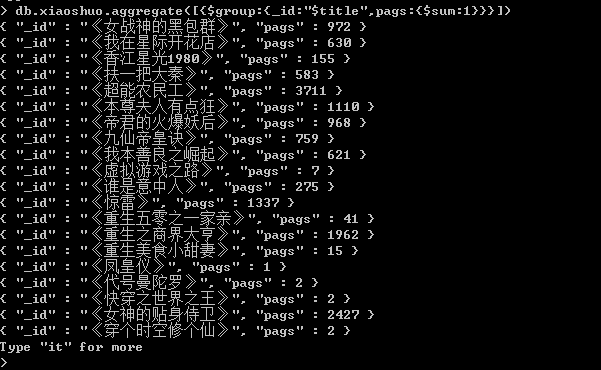 > db.xiaoshuo.aggregate([{$group:{_id:"$title",pags:{$sum:1}}}])
{ "_id" : "《女战神的黑包群》", "pags" : 972 }
{ "_id" : "《我在星际开花店》", "pags" : 630 }
{ "_id" : "《香江星光1980》", "pags" : 155 }
{ "_id" : "《扶一把大秦》", "pags" : 583 }
{ "_id" : "《超能农民工》", "pags" : 3711 }
{ "_id" : "《本尊夫人有点狂》", "pags" : 1110 }
{ "_id" : "《帝君的火爆妖后》", "pags" : 968 }
{ "_id" : "《九仙帝皇诀》", "pags" : 759 }
{ "_id" : "《我本善良之崛起》", "pags" : 621 }
{ "_id" : "《虚拟游戏之路》", "pags" : 7 }
{ "_id" : "《谁是意中人》", "pags" : 275 }
{ "_id" : "《惊雷》", "pags" : 1337 }
{ "_id" : "《重生五零之一家亲》", "pags" : 41 }
{ "_id" : "《重生之商界大亨》", "pags" : 1962 }
{ "_id" : "《重生美食小甜妻》", "pags" : 15 }
{ "_id" : "《凤皇仪》", "pags" : 1 }
{ "_id" : "《代号曼陀罗》", "pags" : 2 }
{ "_id" : "《快穿之世界之王》", "pags" : 2 }
{ "_id" : "《女神的贴身侍卫》", "pags" : 2427 }
{ "_id" : "《穿个时空修个仙》", "pags" : 2 }
Type "it" for more
>